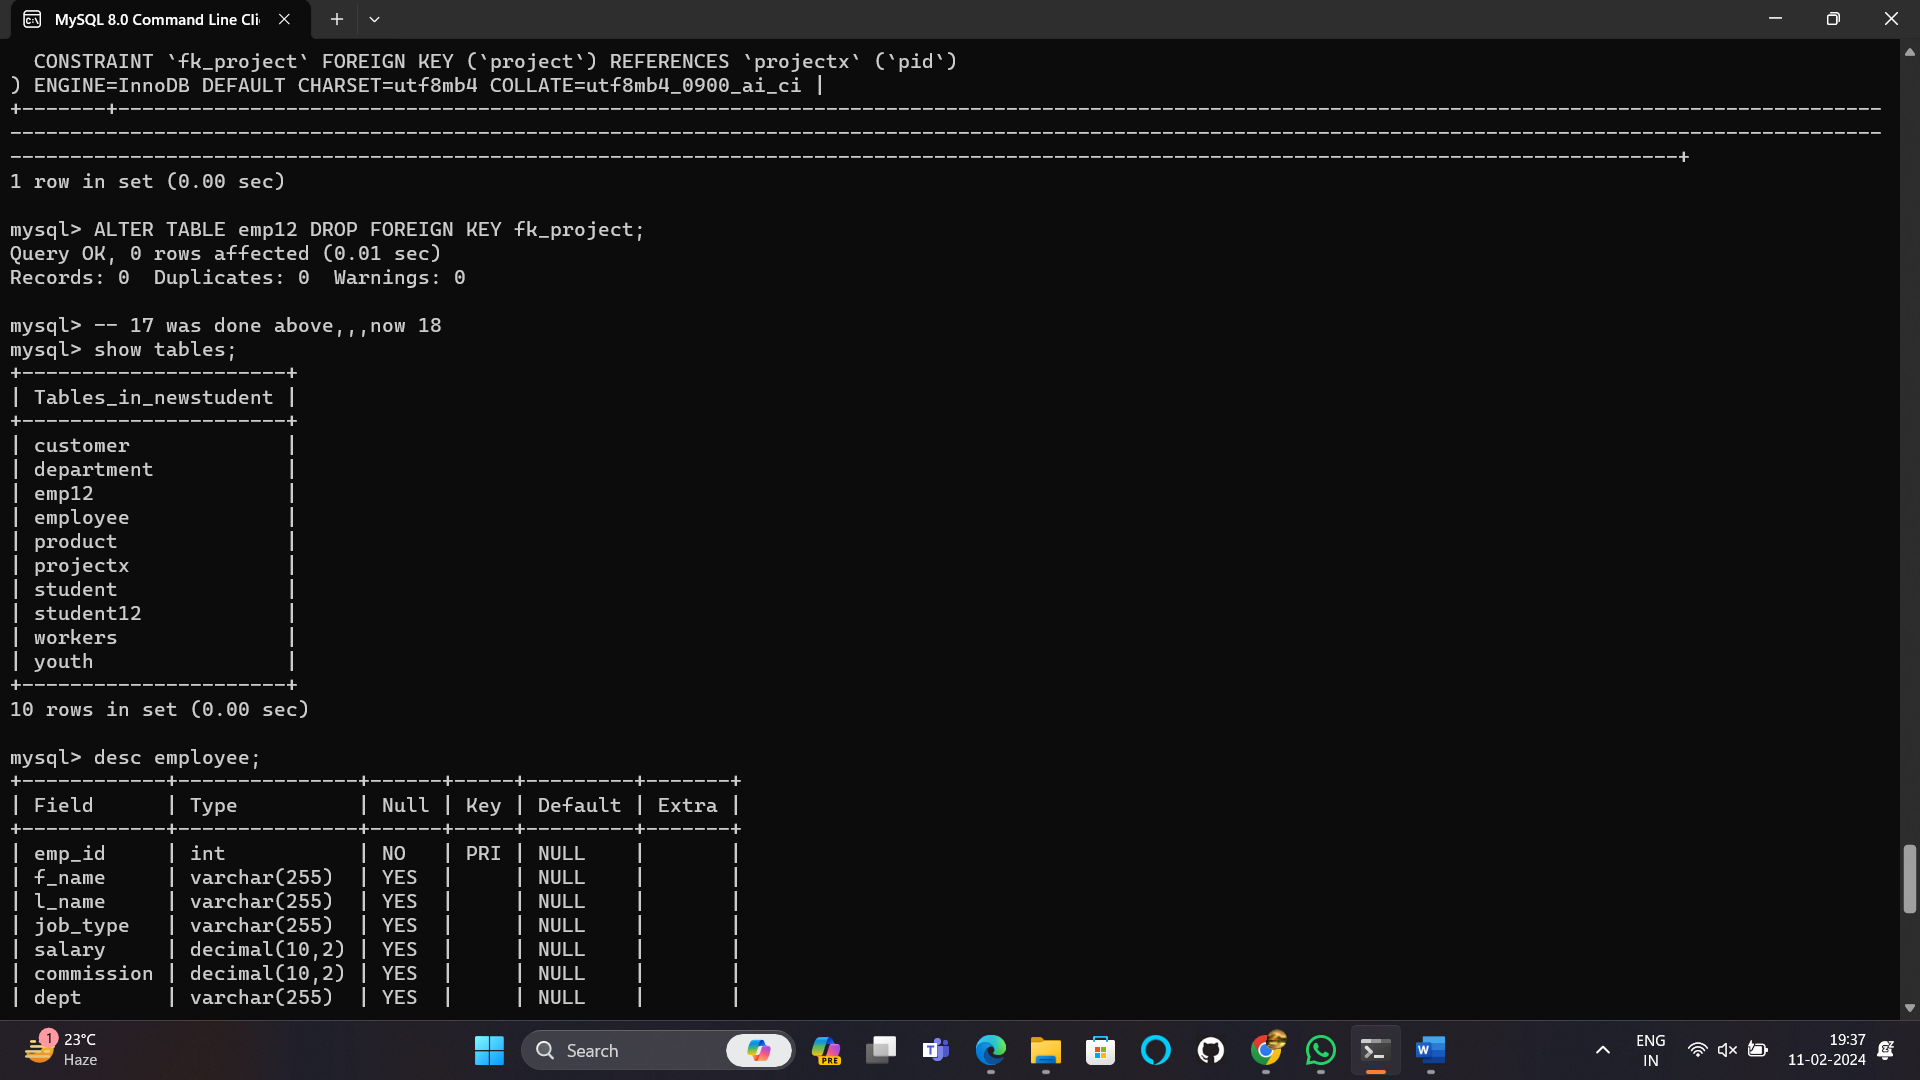 MySQL 8.0 Command Line Cli
  CONSTRAINT `fk_project` FOREIGN KEY (`project`) REFERENCES `projectx` (`pid`)
) ENGINE=InnoDB DEFAULT CHARSET=utf8mb4 COLLATE=utf8mb4_0900_ai_ci |
1 row in set (0.00 sec)
mysql> ALTER TABLE emp12 DROP FOREIGN KEY fk_project;
Query OK, 0 rows affected (0.01 sec)
Records: 0  Duplicates: 0  Warnings: 0
mysql> -- 17 was done above,,,now 18
mysql> show tables;
+----------------------+
| Tables_in_newstudent |
+----------------------+
| customer             |
| department           |
| emp12                |
| employee             |
| product              |
| projectx             |
| student              |
| student12            |
| workers              |
| youth                |
+----------------------+
10 rows in set (0.00 sec)
mysql> desc employee;
+------------+---------------+------+-----+---------+-------+
| Field      | Type          | Null | Key | Default | Extra |
+------------+---------------+------+-----+---------+-------+
| emp_id     | int           | NO   | PRI | NULL    |       |
| f_name     | varchar(255)  | YES  |     | NULL    |       |
| l_name     | varchar(255)  | YES  |     | NULL    |       |
| job_type   | varchar(255)  | YES  |     | NULL    |       |
| salary     | decimal(10,2) | YES  |     | NULL    |       |
| commission | decimal(10,2) | YES  |     | NULL    |       |
| dept       | varchar(255)  | YES  |     | NULL    |       |
1
23°C
Haze
Search
PRE
ENG
IN
19:37
11-02-2024